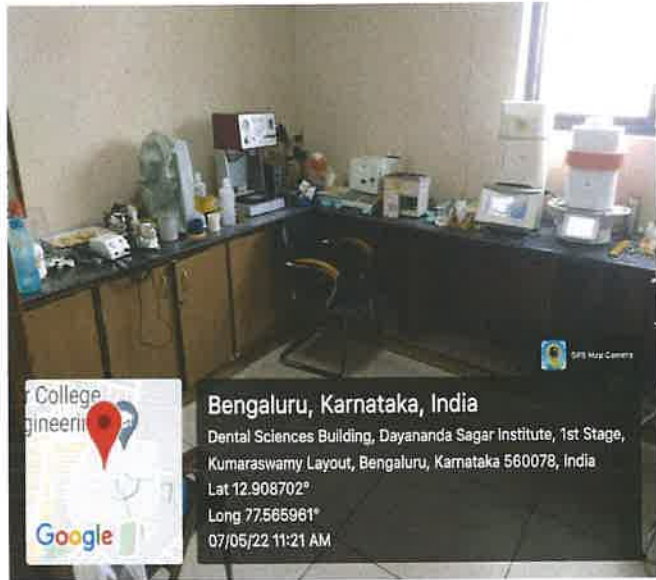 GPS Map Camera
r College
gineerin
Google
Bengaluru, Karnataka, India
Dental Sciences Building, Dayananda Sagar Institute, 1st Stage,
Kumaraswamy Layout, Bengaluru, Karnataka 560078, India
Lat 12.908702°
Long 77.565961°
07/05/22 11:21 AM